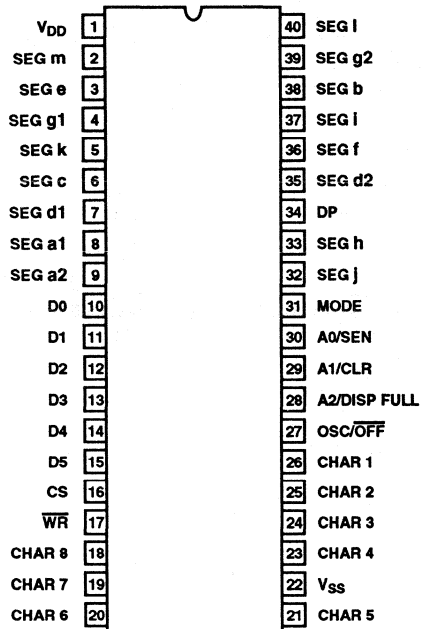 VDD 1 40 SEG l
SEG m 2 39 SEG g2
SEG e 3 38 SEG b
SEG g1 4 37 SEG i
SEG k 5 36 SEG f
SEG c 6 35 SEG d2
SEG d1 7 34 DP
SEG a1 8 33 SEG h
SEG a2 9 32 SEG j
D0 10 31 MODE
D1 11 30 A0/SEN
D2 12 29 A1/CLR
D3 13 28 A2/DISP FULL
D4 14 27 OSC/OFF
D5 15 26 CHAR 1
CS 16 25 CHAR 2
WR 17 24 CHAR 3
CHAR 8 18 23 CHAR 4
CHAR 7 19 22 VSS
CHAR 6 20 21 CHAR 5